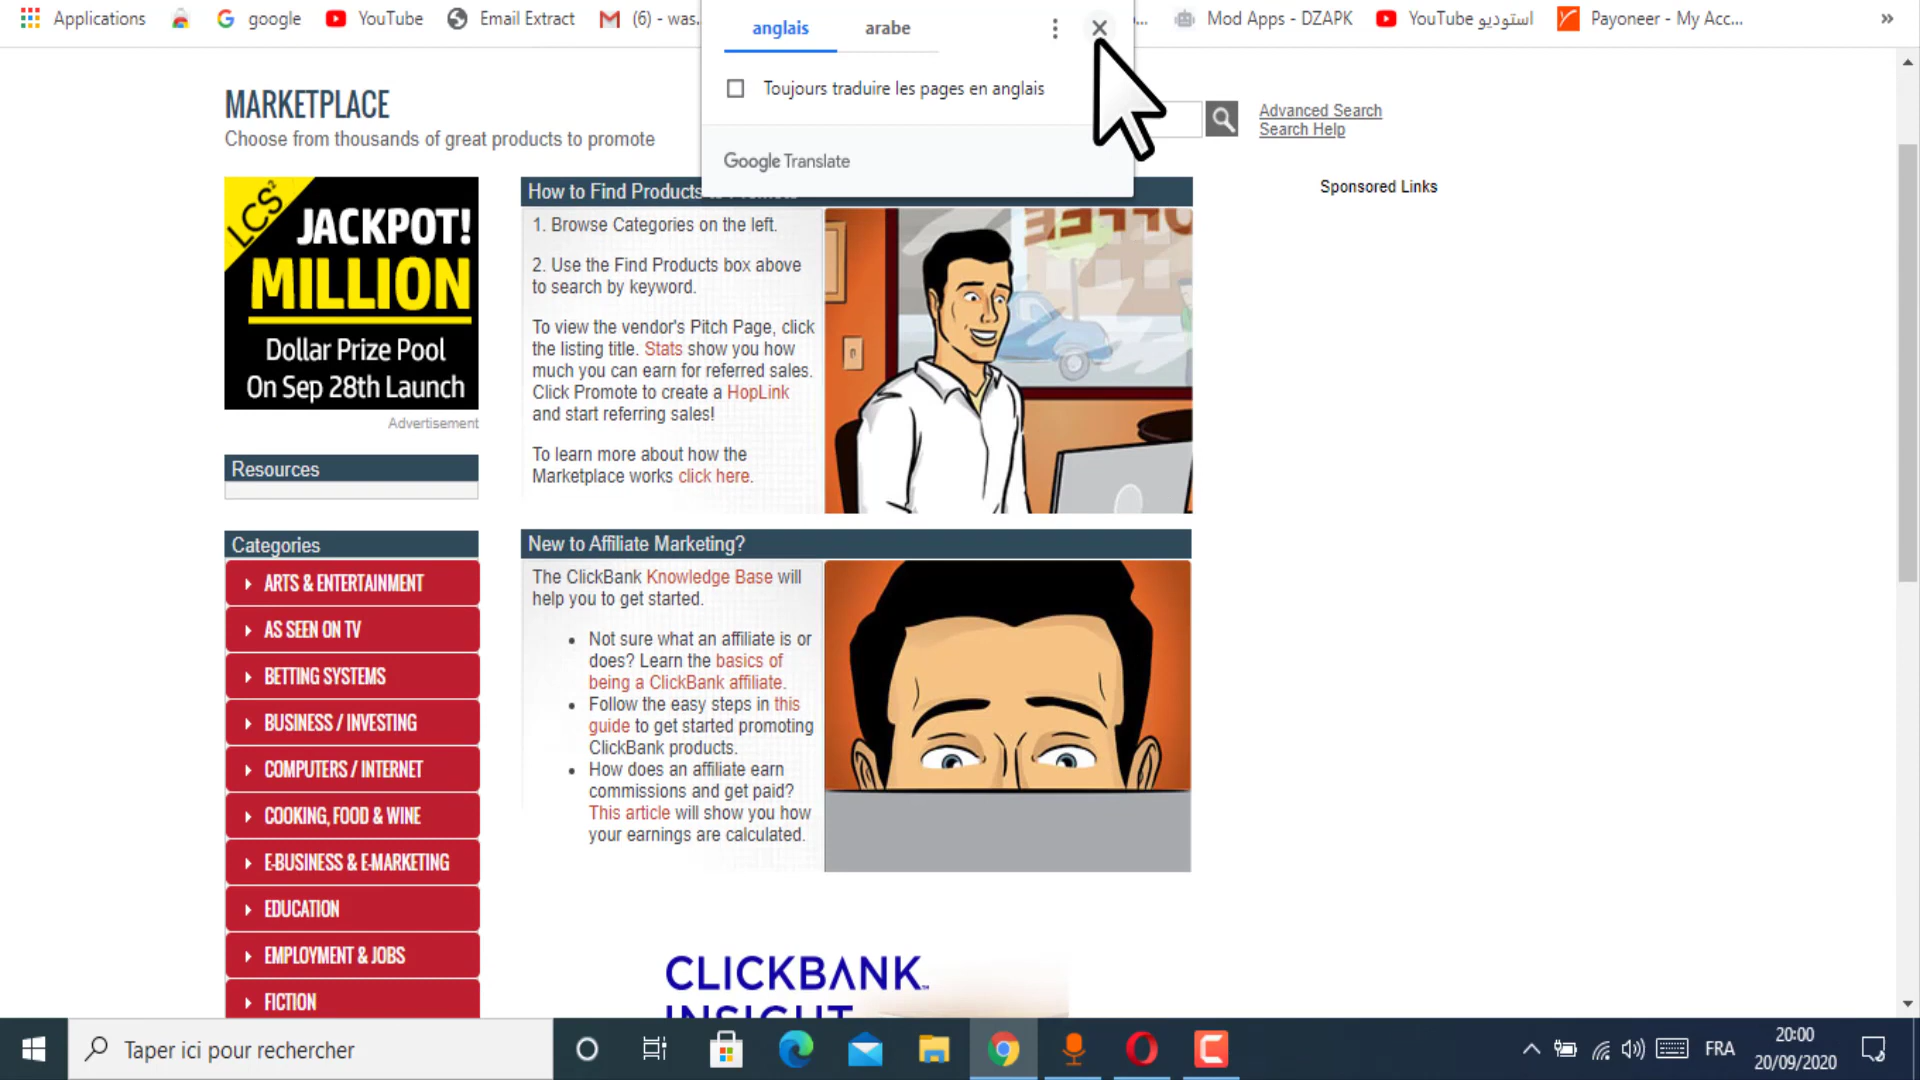 Applications
google
YouTube
Email Extract
(6) - was...
Mod Apps - DZAPK
YouTube استوديو
Payoneer - My Acc...
»
anglais
arabe
Toujours traduire les pages en anglais
Google Translate
MARKETPLACE
Choose from thousands of great products to promote
Advanced Search
Search Help
LCS²
JACKPOT!
MILLION
Dollar Prize Pool
On Sep 28th Launch
Advertisement
Resources
Categories
ARTS & ENTERTAINMENT
AS SEEN ON TV
BETTING SYSTEMS
BUSINESS / INVESTING
COMPUTERS / INTERNET
COOKING, FOOD & WINE
E-BUSINESS & E-MARKETING
EDUCATION
EMPLOYMENT & JOBS
FICTION
How to Find Products
1. Browse Categories on the left.
2. Use the Find Products box above
to search by keyword.
To view the vendor's Pitch Page, click
the listing title. Stats show you how
much you can earn for referred sales.
Click Promote to create a HopLink
and start referring sales!
To learn more about how the
Marketplace works click here.
New to Affiliate Marketing?
The ClickBank Knowledge Base will
help you to get started.
• Not sure what an affiliate is or
does? Learn the basics of
being a ClickBank affiliate.
• Follow the easy steps in this
guide to get started promoting
ClickBank products.
• How does an affiliate earn
commissions and get paid?
This article will show you how
your earnings are calculated.
CLICKBANK
INSIGHT
Sponsored Links
Taper ici pour rechercher
FRA
20:00
20/09/2020